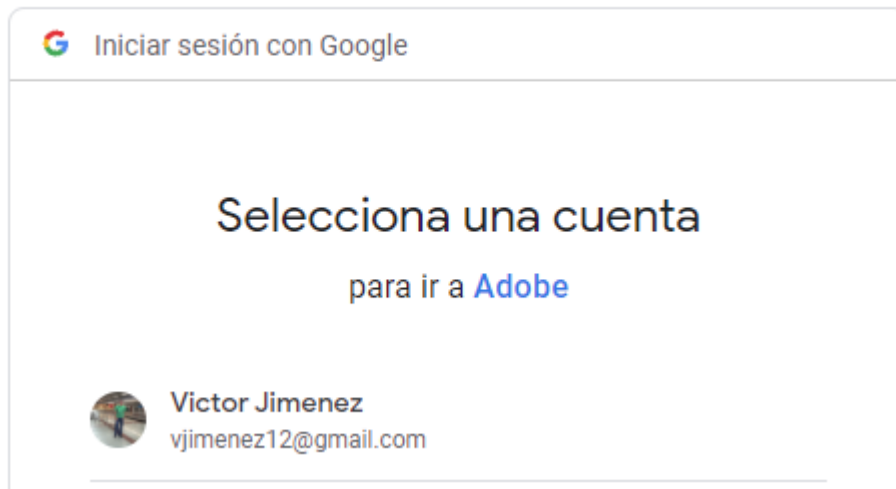 Iniciar sesión con Google
Selecciona una cuenta
para ir a Adobe
Victor Jimenez
vjimenez12@gmail.com